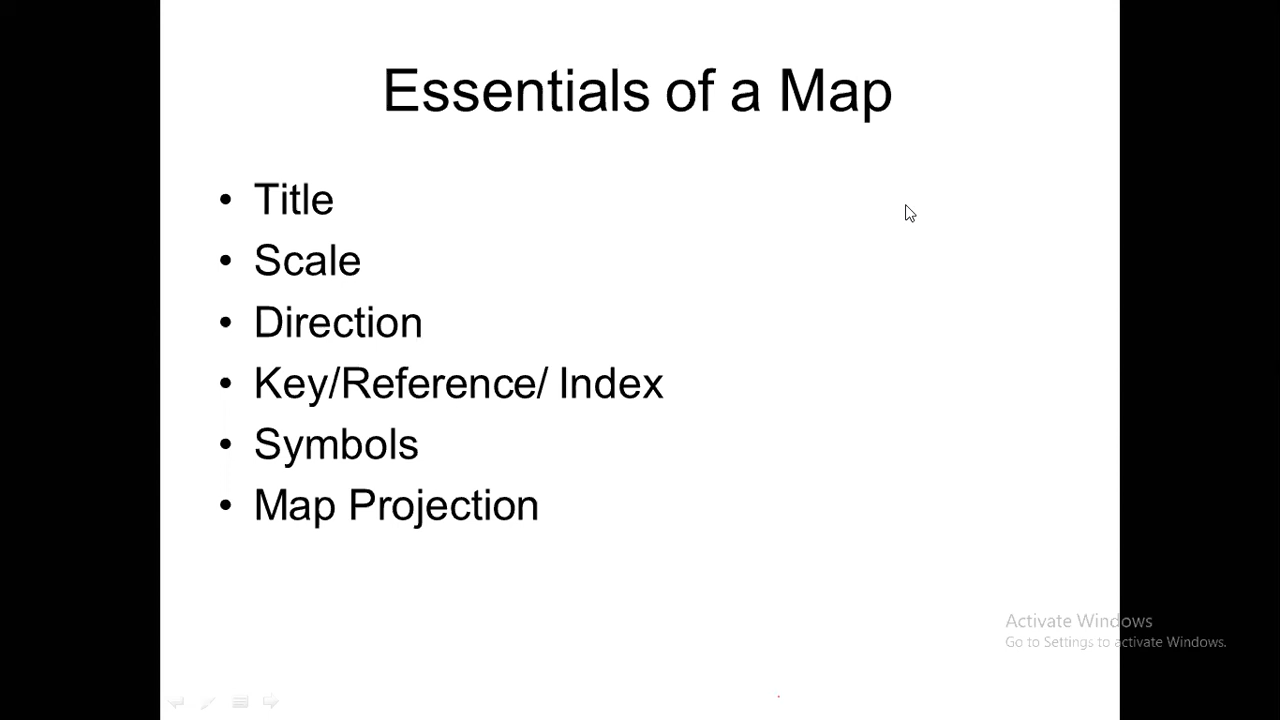 Essentials of a Map
• Title
• Scale
• Direction
• Key/Reference/ Index
• Symbols
• Map Projection
Activate Windows
Go to Settings to activate Windows.